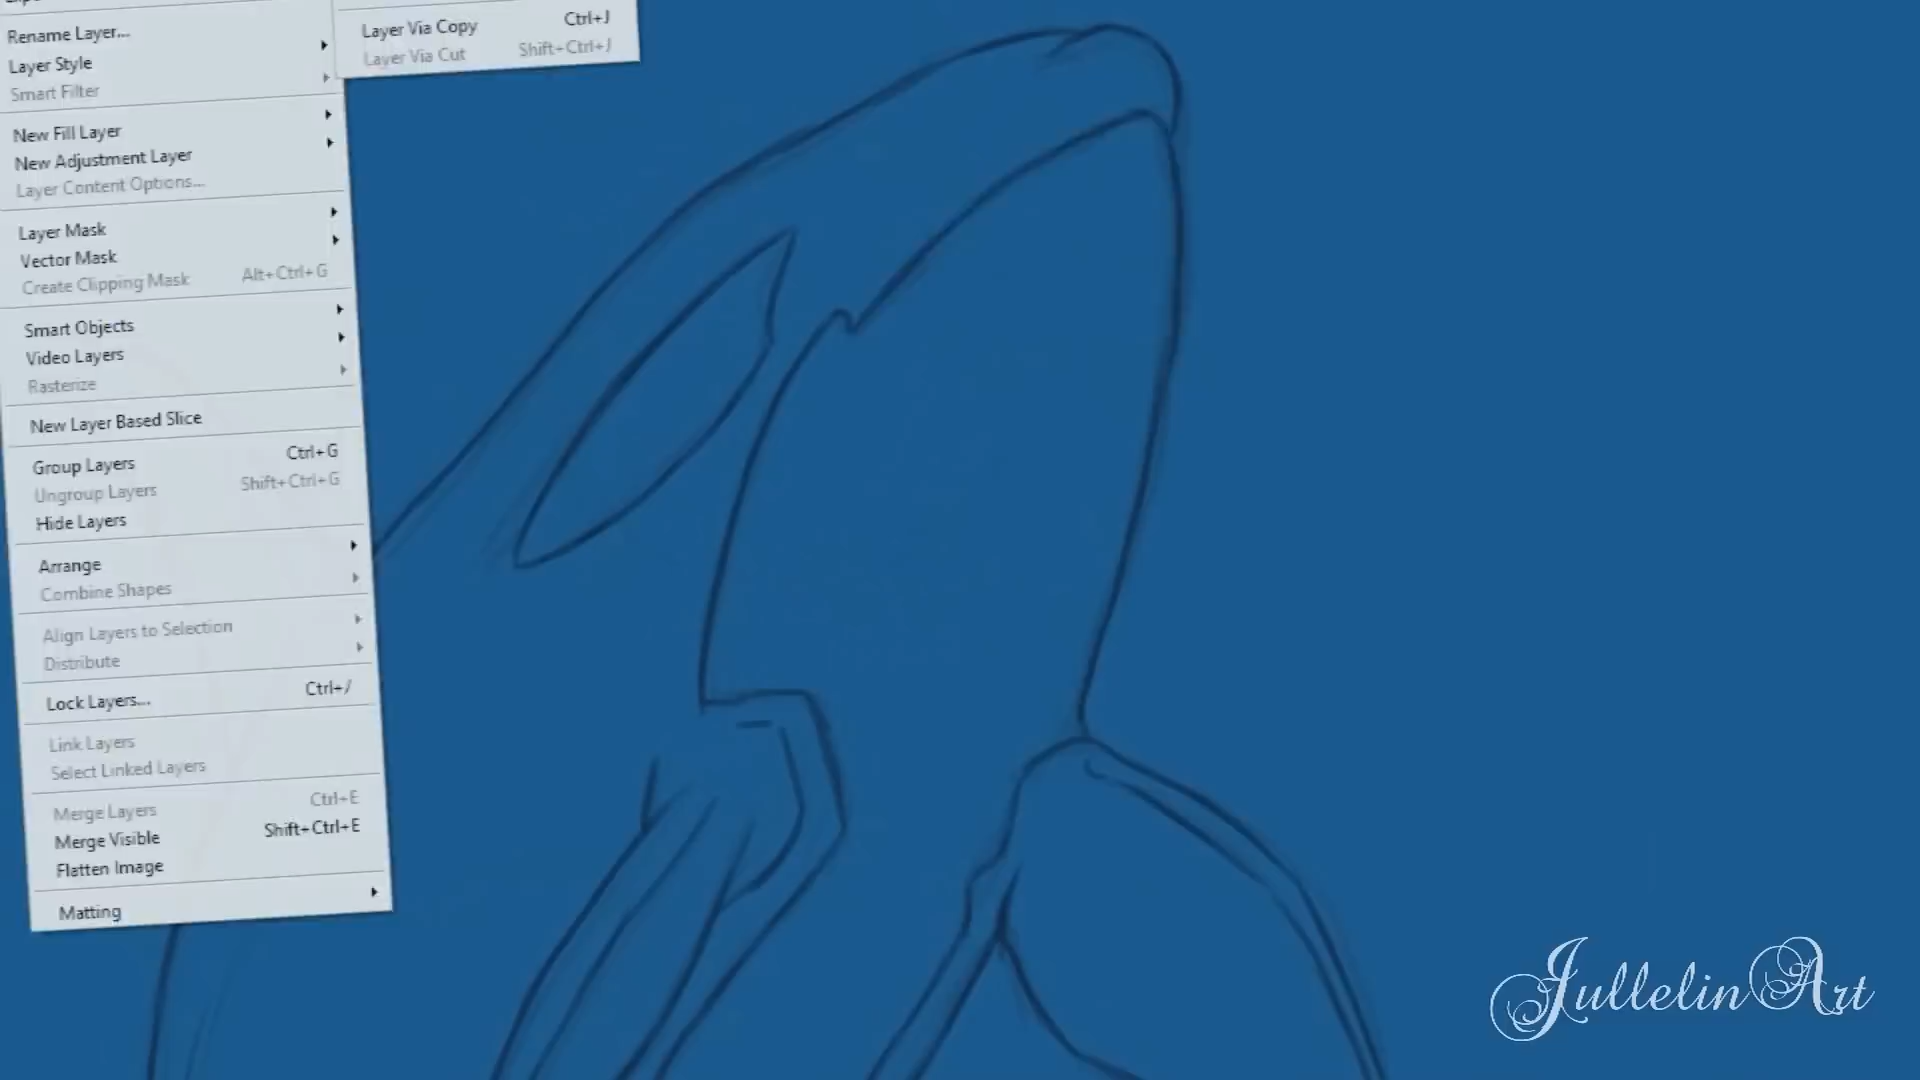 Rename Layer...
Layer Style
Smart Filter
New Fill Layer
New Adjustment Layer
Layer Content Options...
Layer Mask
Vector Mask
Create Clipping Mask Alt+Ctrl+G
Smart Objects
Video Layers
Rasterize
New Layer Based Slice
Group Layers Ctrl+G
Ungroup Layers Shift+Ctrl+G
Hide Layers
Arrange
Combine Shapes
Align Layers to Selection
Distribute
Lock Layers... Ctrl+/
Link Layers
Select Linked Layers
Merge Layers Ctrl+E
Merge Visible Shift+Ctrl+E
Flatten Image
Matting
Layer Via Copy Ctrl+J
Layer Via Cut Shift+Ctrl+J
Jullelin Art